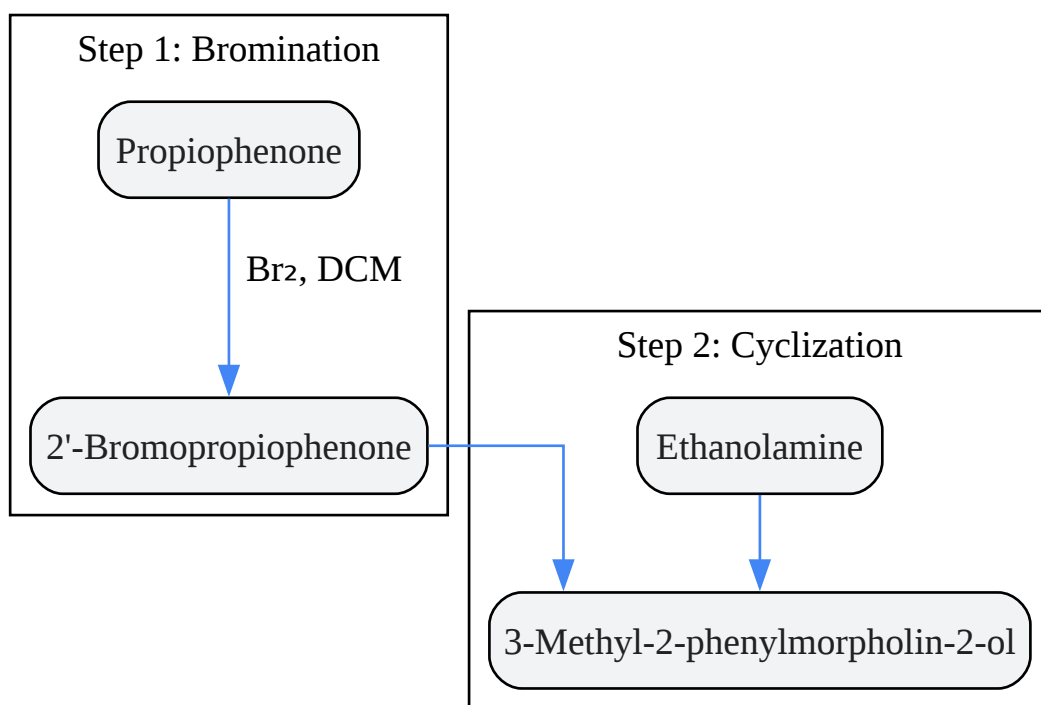 Step 1: Bromination
Propiophenone
Br₂, DCM
2'-Bromopropiophenone
Step 2: Cyclization
Ethanolamine
3-Methyl-2-phenylmorpholin-2-ol